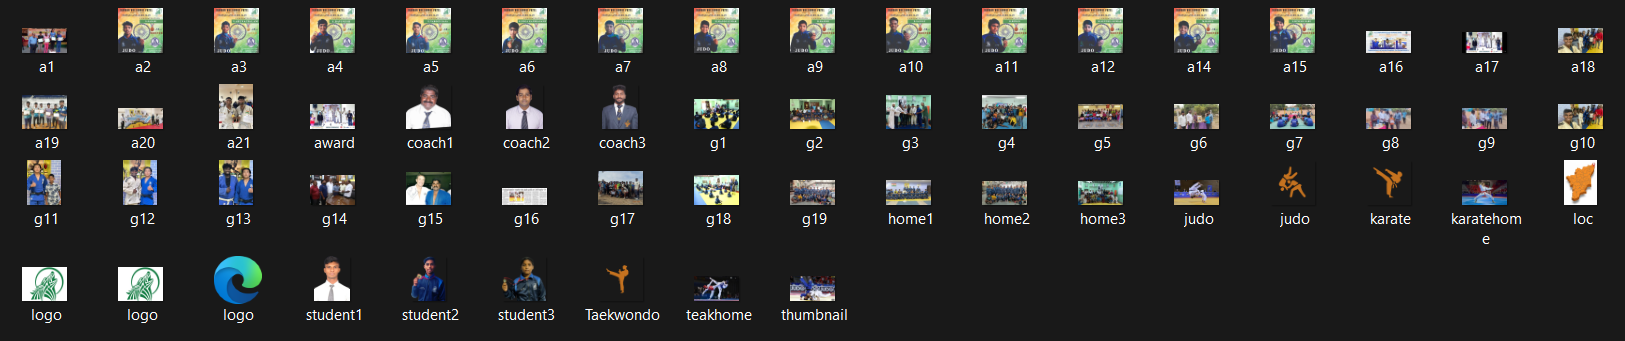 a1 a2 a3 a4 a5 a6 a7 a8 a9 a10 a11 a12 a14 a15 a16 a17 a18
a19 a20 a21 award coach1 coach2 coach3 g1 g2 g3 g4 g5 g6 g7 g8 g9 g10
g11 g12 g13 g14 g15 g16 g17 g18 g19 home1 home2 home3 judo judo karate karatehom loc
e
logo logo logo student1 student2 student3 Taekwondo teakhome thumbnail